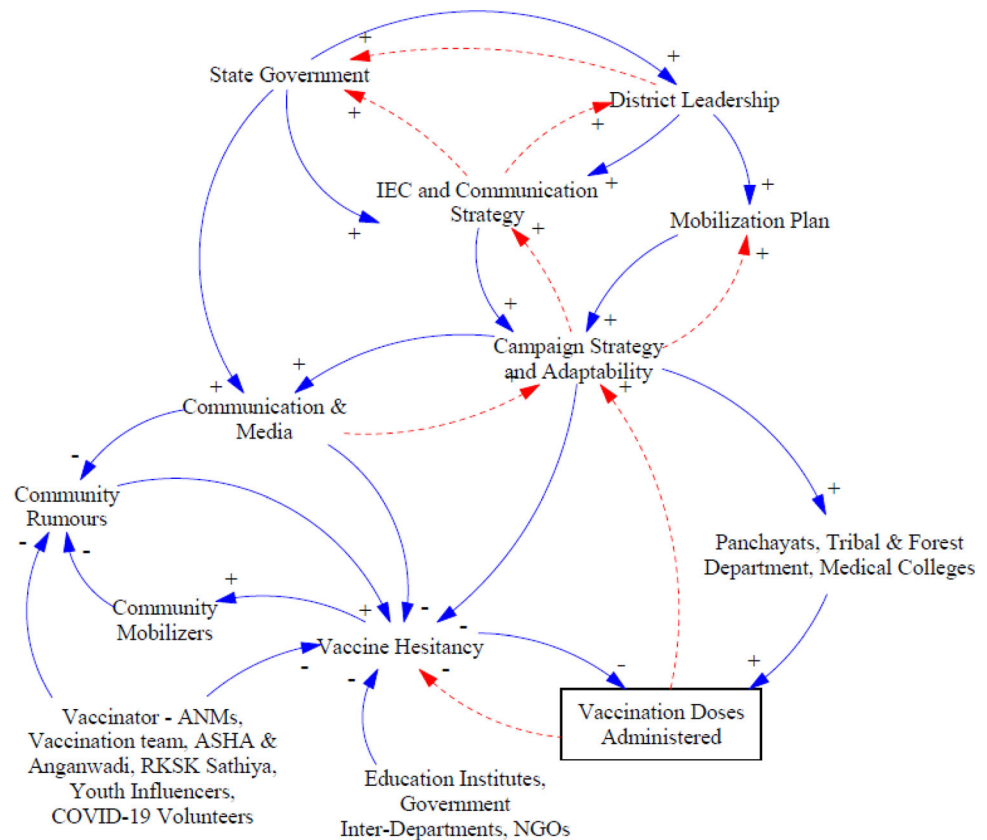 +
+
State Government
District Leadership
+
+
IEC and Communication
Strategy
+
+
Mobilization Plan
+
+
+
+
+
Campaign Strategy
and Adaptability
+
+
+
+
Communication &
Media
-
Community
Rumours
-
-
+
Panchayats, Tribal & Forest
Department, Medical Colleges
+
Community
Mobilizers
+
-
-
Vaccine Hesitancy
-
-
-
-
+
Vaccination Doses
Administered
Vaccinator - ANMs,
Vaccination team, ASHA &
Anganwadi, RKSK Sathiya,
Youth Influencers,
COVID-19 Volunteers
Education Institutes,
Government
Inter-Departments, NGOs